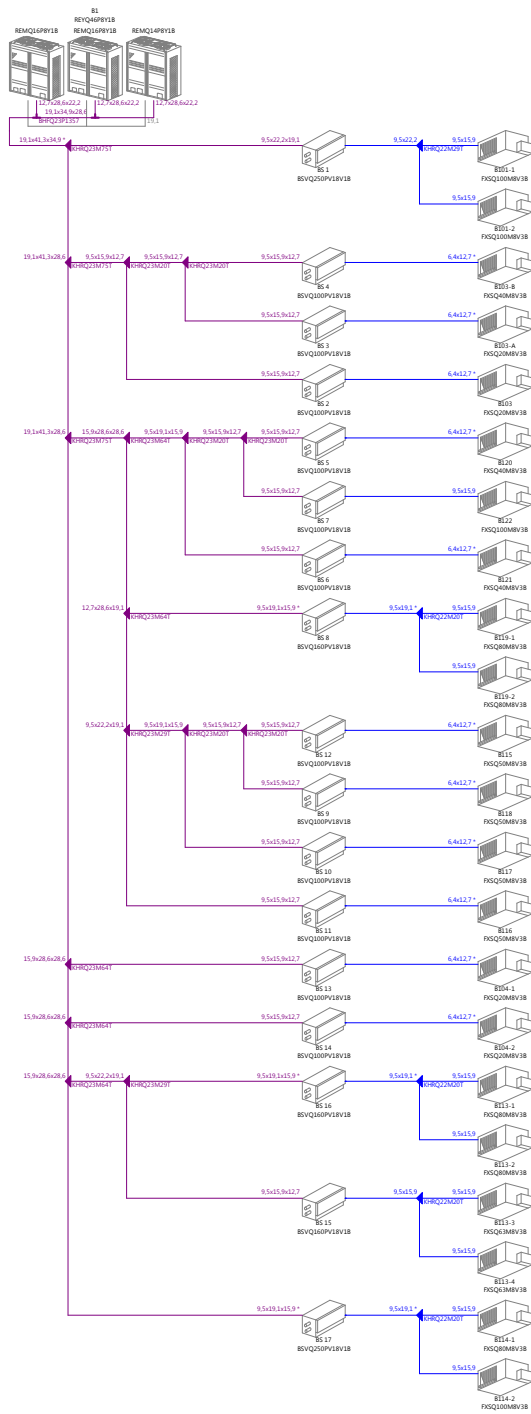 B1
REYQ46P8Y1B
REMQ16P8Y1B REMQ16P8Y1B REMQ14P8Y1B
12,7x28,6x22,2 12,7x28,6x22,2 12,7x28,6x22,2
19,1x34,9x28,6
BHFQ23P1357 19,1
19,1x41,3x34,9 * 9,5x22,2x19,1 9,5x22,2 9,5x15,9
KHRQ23M75T KHRQ22M29T
BS 1 B101-1
BSVQ250PV18V1B FXSQ100M8V3B
9,5x15,9
B101-2
FXSQ100M8V3B
19,1x41,3x28,6 9,5x15,9x12,7 9,5x15,9x12,7 9,5x15,9x12,7 6,4x12,7 *
KHRQ23M75T KHRQ23M20T KHRQ23M20T
BS 4 B103-B
BSVQ100PV18V1B FXSQ40M8V3B
9,5x15,9x12,7 6,4x12,7 *
BS 3 B103-A
BSVQ100PV18V1B FXSQ20M8V3B
9,5x15,9x12,7 6,4x12,7 *
BS 2 B103
BSVQ100PV18V1B FXSQ20M8V3B
19,1x41,3x28,6 15,9x28,6x28,6 9,5x19,1x15,9 9,5x15,9x12,7 9,5x15,9x12,7 6,4x12,7 *
KHRQ23M75T KHRQ23M64T KHRQ23M20T KHRQ23M20T
BS 5 B120
BSVQ100PV18V1B FXSQ40M8V3B
9,5x15,9x12,7 9,5x15,9
BS 7 B122
BSVQ100PV18V1B FXSQ100M8V3B
9,5x15,9x12,7 6,4x12,7 *
BS 6 B121
BSVQ100PV18V1B FXSQ40M8V3B
12,7x28,6x19,1 9,5x19,1x15,9 * 9,5x19,1 * 9,5x15,9
KHRQ23M64T KHRQ22M20T
BS 8 B119-1
BSVQ160PV18V1B FXSQ80M8V3B
9,5x15,9
B119-2
FXSQ80M8V3B
9,5x22,2x19,1 9,5x19,1x15,9 9,5x15,9x12,7 9,5x15,9x12,7 6,4x12,7 *
KHRQ23M29T KHRQ23M20T KHRQ23M20T
BS 12 B115
BSVQ100PV18V1B FXSQ50M8V3B
9,5x15,9x12,7 6,4x12,7 *
BS 9 B118
BSVQ100PV18V1B FXSQ50M8V3B
9,5x15,9x12,7 6,4x12,7 *
BS 10 B117
BSVQ100PV18V1B FXSQ50M8V3B
9,5x15,9x12,7 6,4x12,7 *
BS 11 B116
BSVQ100PV18V1B FXSQ50M8V3B
15,9x28,6x28,6 9,5x15,9x12,7 6,4x12,7 *
KHRQ23M64T
BS 13 B104-1
BSVQ100PV18V1B FXSQ20M8V3B
15,9x28,6x28,6 9,5x15,9x12,7 6,4x12,7 *
KHRQ23M64T
BS 14 B104-2
BSVQ100PV18V1B FXSQ20M8V3B
15,9x28,6x28,6 9,5x22,2x19,1 9,5x19,1x15,9 * 9,5x19,1 * 9,5x15,9
KHRQ23M64T KHRQ23M29T KHRQ22M20T
BS 16 B113-1
BSVQ160PV18V1B FXSQ80M8V3B
9,5x15,9
B113-2
FXSQ80M8V3B
9,5x15,9x12,7 9,5x15,9 9,5x15,9
KHRQ22M20T
BS 15 B113-3
BSVQ160PV18V1B FXSQ63M8V3B
9,5x15,9
B113-4
FXSQ63M8V3B
9,5x19,1x15,9 * 9,5x19,1 * 9,5x15,9
KHRQ22M20T
BS 17 B114-1
BSVQ250PV18V1B FXSQ80M8V3B
9,5x15,9
B114-2
FXSQ100M8V3B